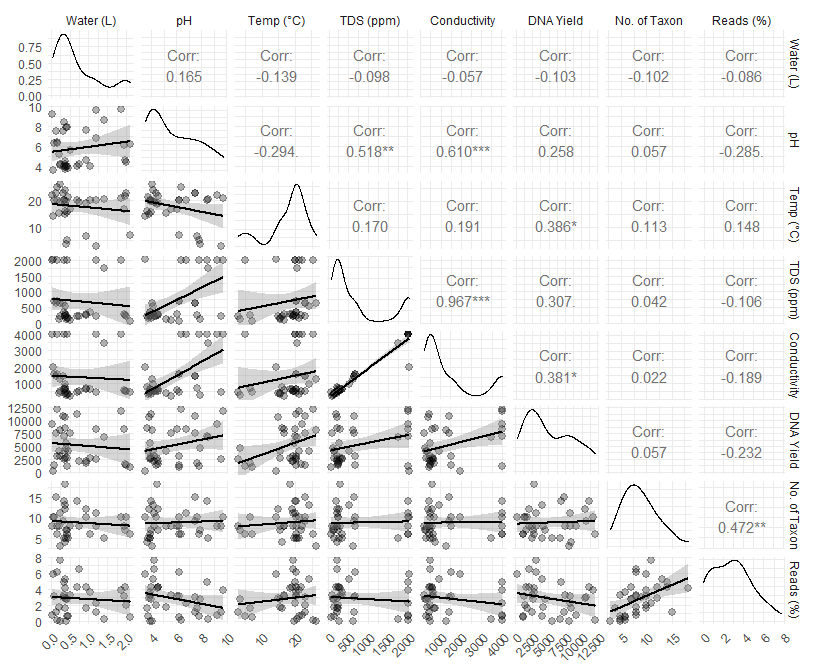 Water (L) pH Temp (°C) TDS (ppm) Conductivity DNA Yield No. of Taxon Reads (%)
0.75
0.50
0.25
0.00
Corr: Corr: Corr: Corr: Corr: Corr: Corr:
0.165 -0.139 -0.098 -0.057 -0.103 -0.102 -0.086
Water (L)
10
8
6
4
Corr: Corr: Corr: Corr: Corr: Corr:
-0.294. 0.518** 0.610*** 0.258 0.057 -0.285.
pH
20
10
Corr: Corr: Corr: Corr: Corr:
0.170 0.191 0.386* 0.113 0.148
Temp (°C)
2000
1500
1000
500
0
Corr: Corr: Corr: Corr:
0.967*** 0.307. 0.042 -0.106
TDS (ppm)
4000
3000
2000
1000
Corr: Corr: Corr:
0.381* 0.022 -0.189
Conductivity
12500
10000
7500
5000
2500
0
Corr: Corr:
0.057 -0.232
DNA Yield
15
10
5
Corr:
0.472**
No. of Taxon
8
6
4
2
0
Reads (%)
0.0 0.5 1.0 1.5 2.0 4 6 8 10 10 20 0 500 1000 1500 2000 0 1000 2000 3000 4000 0 2500 5000 7500 10000 12500 5 10 15 0 2 4 6 8